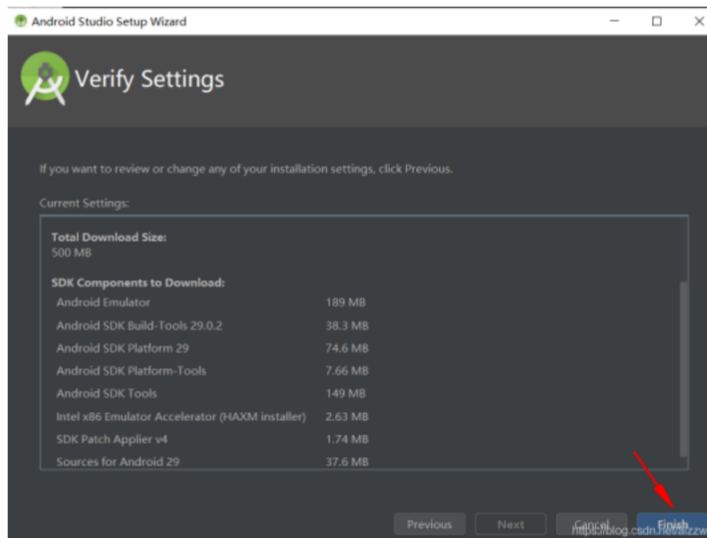 Android Studio Setup Wizard
Verify Settings
If you want to review or change any of your installation settings, click Previous.
Current Settings:
Total Download Size:
500 MB
SDK Components to Download:
Android Emulator 189 MB
Android SDK Build-Tools 29.0.2 38.3 MB
Android SDK Platform 29 74.6 MB
Android SDK Platform-Tools 7.66 MB
Android SDK Tools 149 MB
Intel x86 Emulator Accelerator (HAXM installer) 2.63 MB
SDK Patch Applier v4 1.74 MB
Sources for Android 29 37.6 MB
Previous Next Cancel Finish